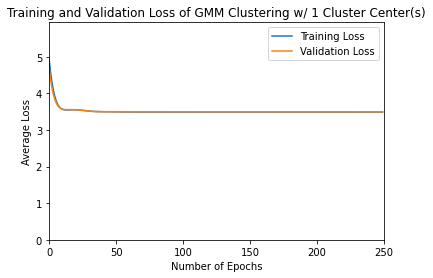 Training and Validation Loss of GMM Clustering w/ 1 Cluster Center(s)
Training Loss
Validation Loss
Average Loss
5
4
3
2
1
0
0 50 100 150 200 250
Number of Epochs